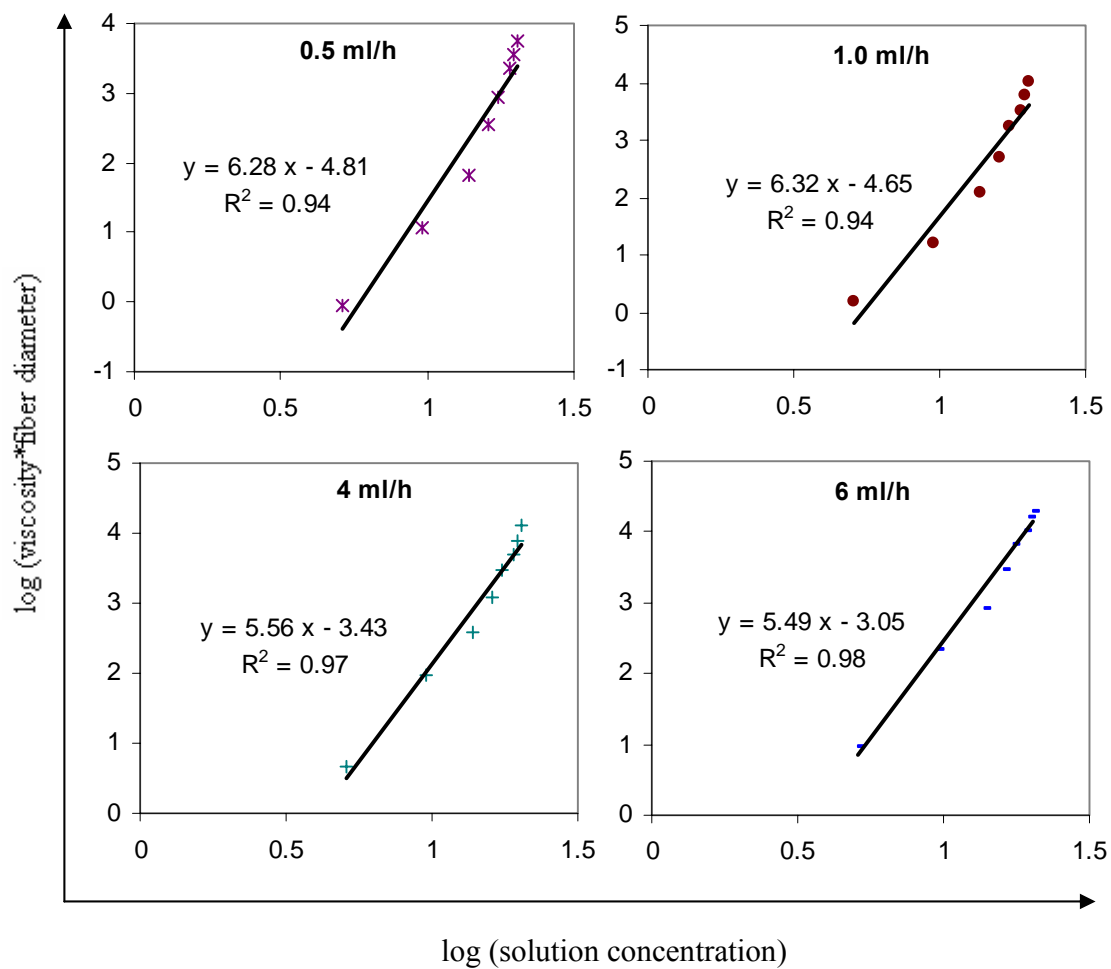 log (viscosity*fiber diameter)
0.5 ml/h
4
3
2
1
0
-1
y = 6.28 x - 4.81
R² = 0.94
0
0.5
1
1.5
1.0 ml/h
5
4
3
2
1
0
-1
y = 6.32 x - 4.65
R² = 0.94
0
0.5
1
1.5
4 ml/h
5
4
3
2
1
0
y = 5.56 x - 3.43
R² = 0.97
0
0.5
1
1.5
6 ml/h
5
4
3
2
1
0
y = 5.49 x - 3.05
R² = 0.98
0
0.5
1
1.5
log (solution concentration)